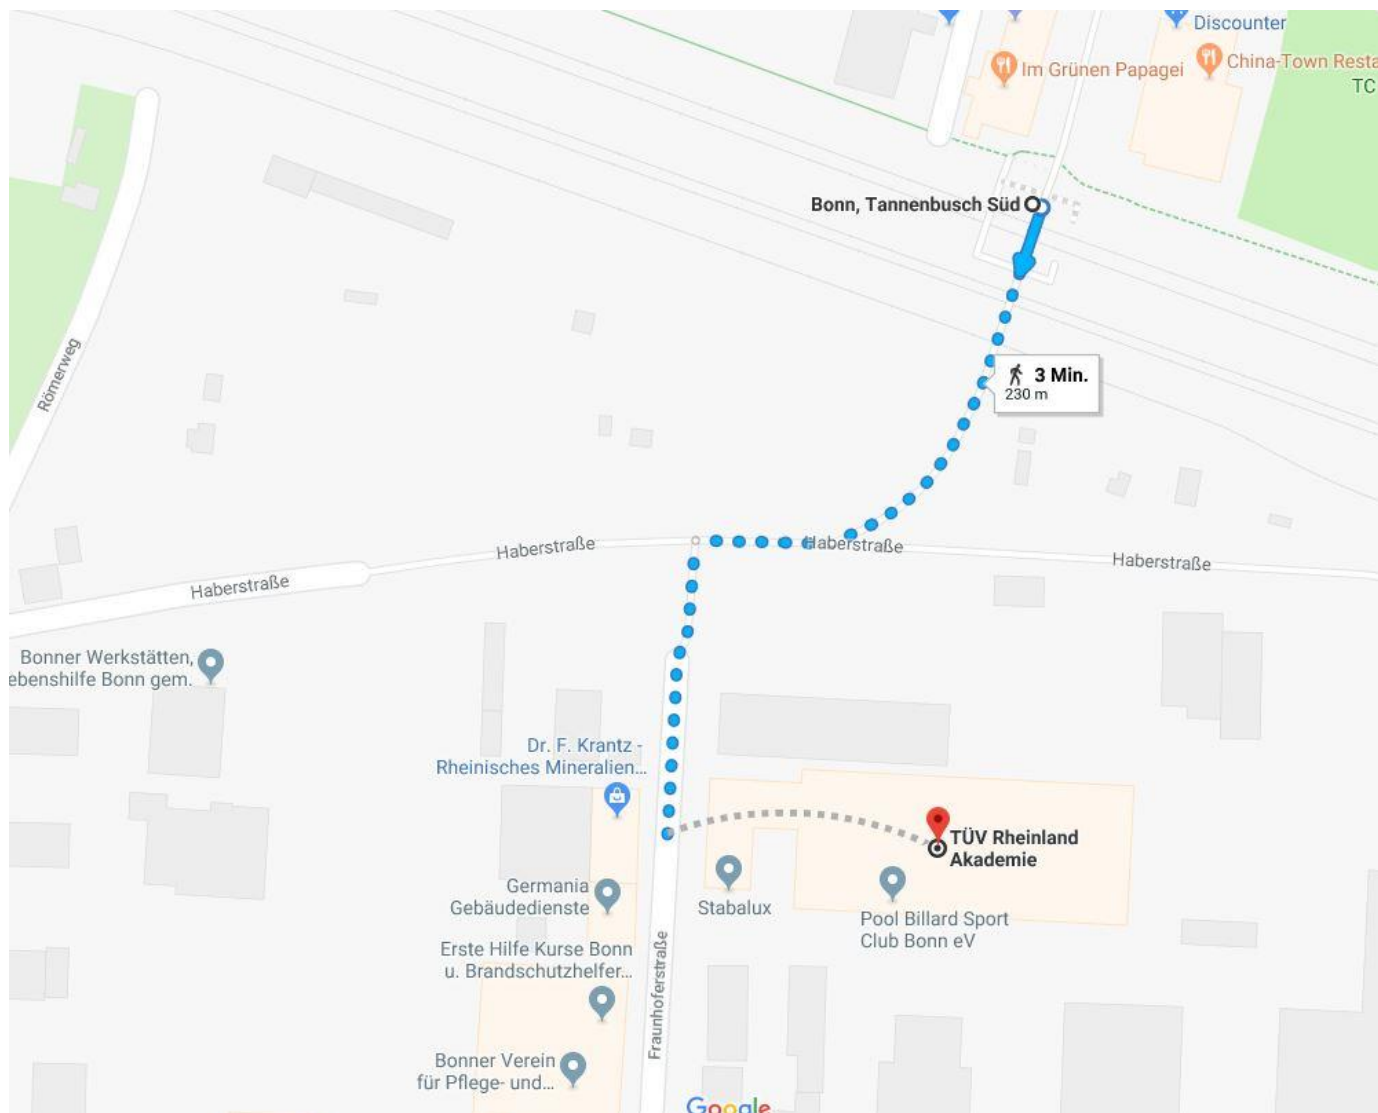 Discounter
Im Grünen Papagei
China-Town Resta
TC
Bonn, Tannenbusch Süd
Römerweg
3 Min.
230 m
Haberstraße
Haberstraße
Haberstraße
Haberstraße
Bonner Werkstätten,
ebenshilfe Bonn gem.
Dr. F. Krantz -
Rheinisches Mineralien...
TÜV Rheinland
Akademie
Germania
Gebäudedienste
Stabalux
Pool Billard Sport
Club Bonn eV
Erste Hilfe Kurse Bonn
u. Brandschutzhelfer...
Fraunhoferstraße
Bonner Verein
für Pflege- und...
Google